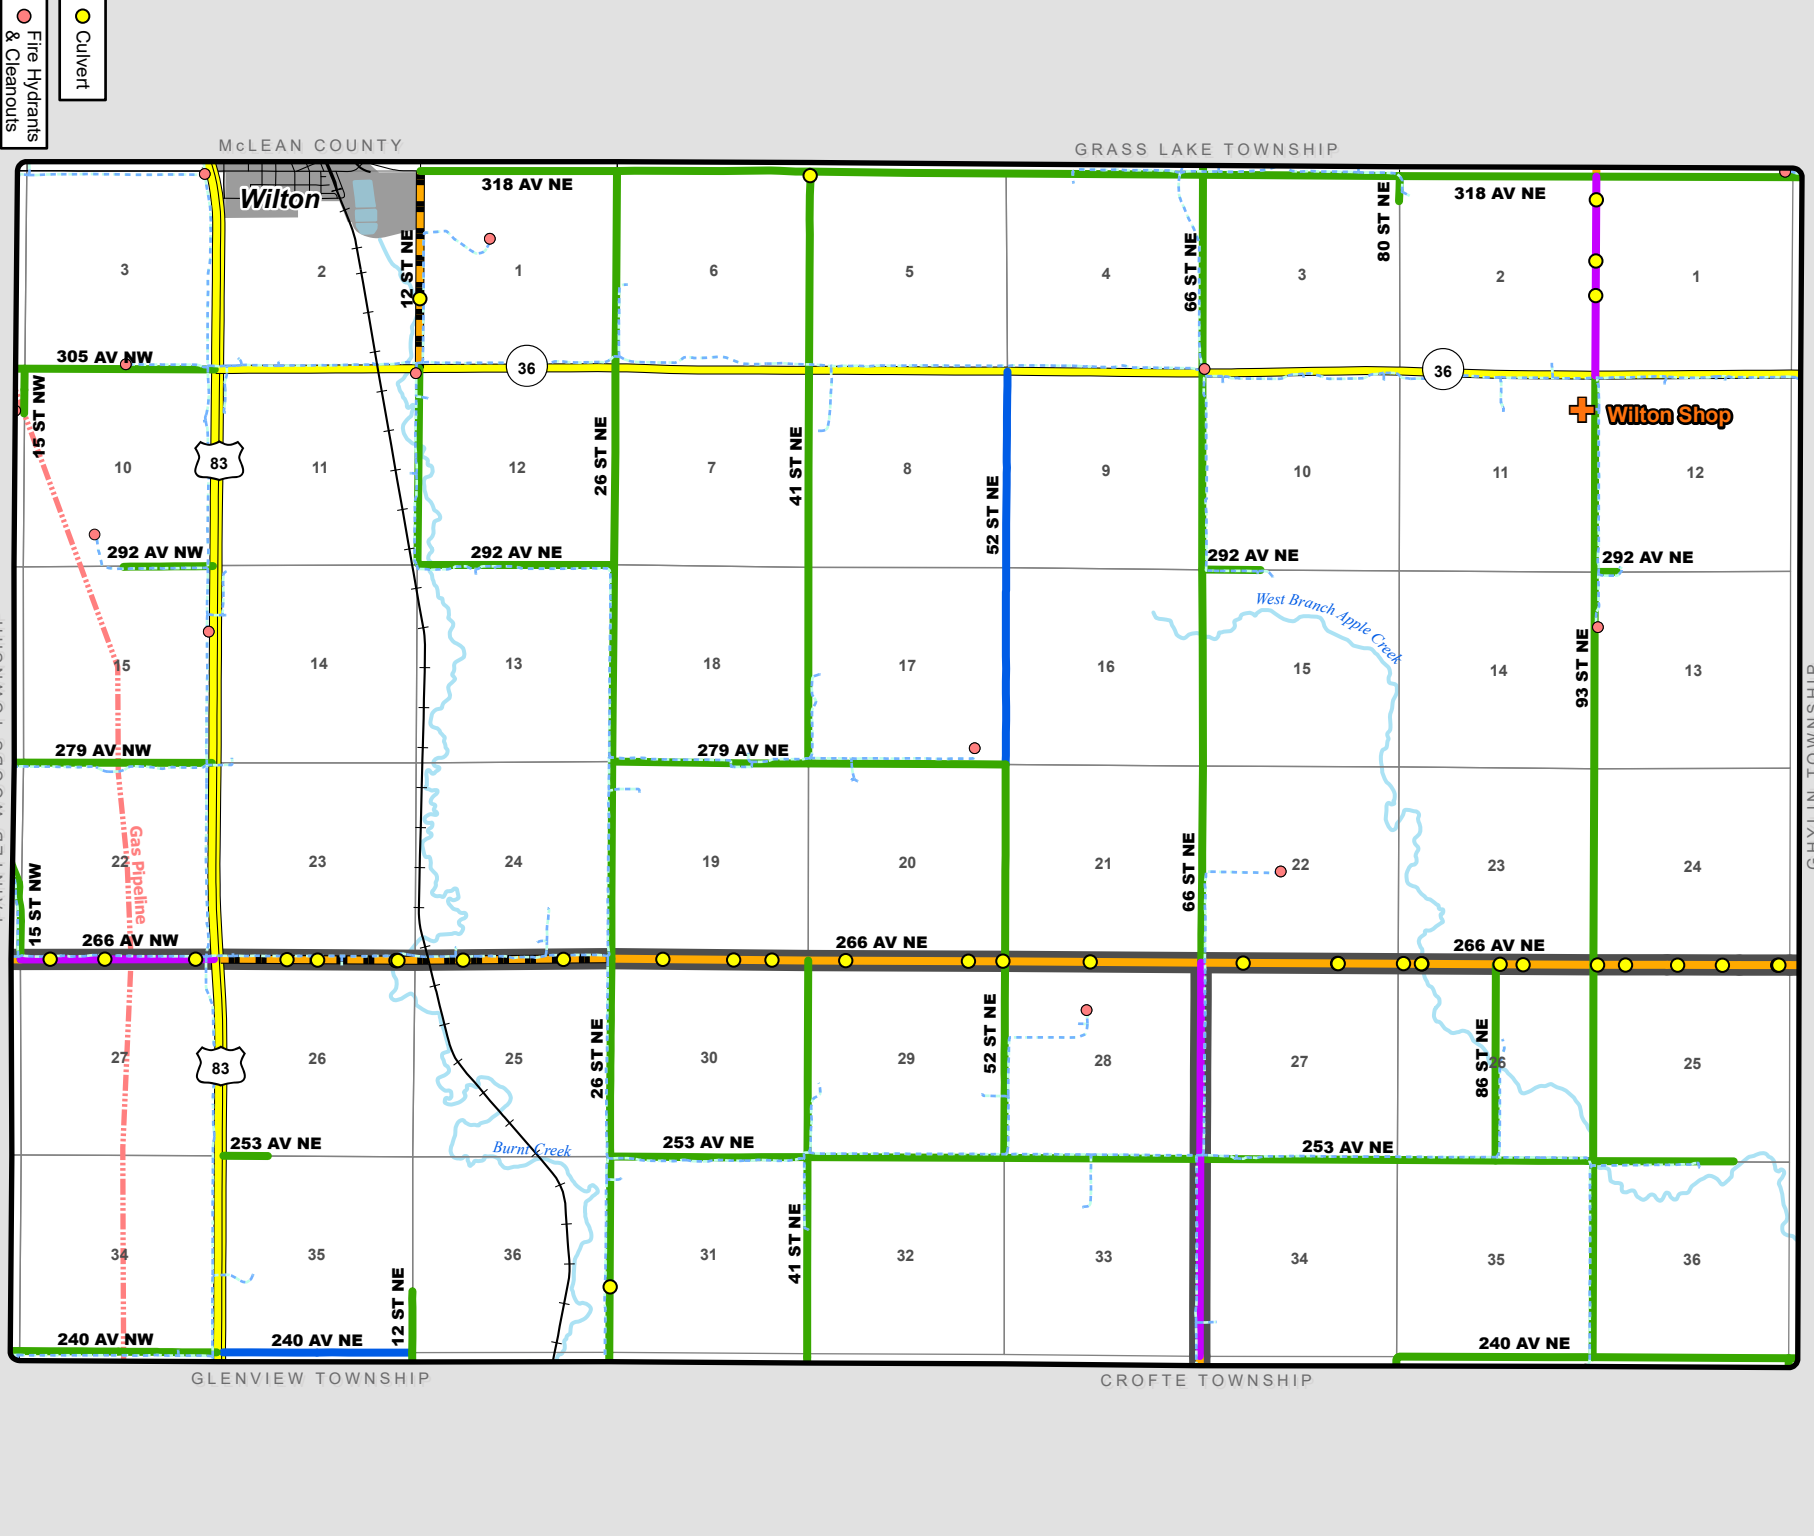 Culvert
Fire Hydrants
& Cleanouts
McLEAN COUNTY
GRASS LAKE TOWNSHIP
Wilton
318 AV NE
318 AV NE
80 ST NE
12 ST NE
66 ST NE
3
2
1
6
5
4
3
2
1
305 AV NW
36
36
15 ST NW
Wilton Shop
26 ST NE
41 ST NE
52 ST NE
83
10
11
12
7
8
9
10
11
12
292 AV NW
292 AV NE
292 AV NE
292 AV NE
West Branch Apple Creek
93 ST NE
15
14
13
18
17
16
15
14
13
279 AV NW
279 AV NE
GHYLIN TOWNSHIP
Gas Pipeline
66 ST NE
22
23
24
19
20
21
22
23
24
15 ST NW
266 AV NW
266 AV NE
266 AV NE
26 ST NE
52 ST NE
86 ST NE
83
27
26
25
30
29
28
27
26
25
253 AV NE
Burnt Creek
253 AV NE
253 AV NE
41 ST NE
12 ST NE
34
35
36
31
32
33
34
35
36
240 AV NW
240 AV NE
240 AV NE
GLENVIEW TOWNSHIP
CROFTE TOWNSHIP